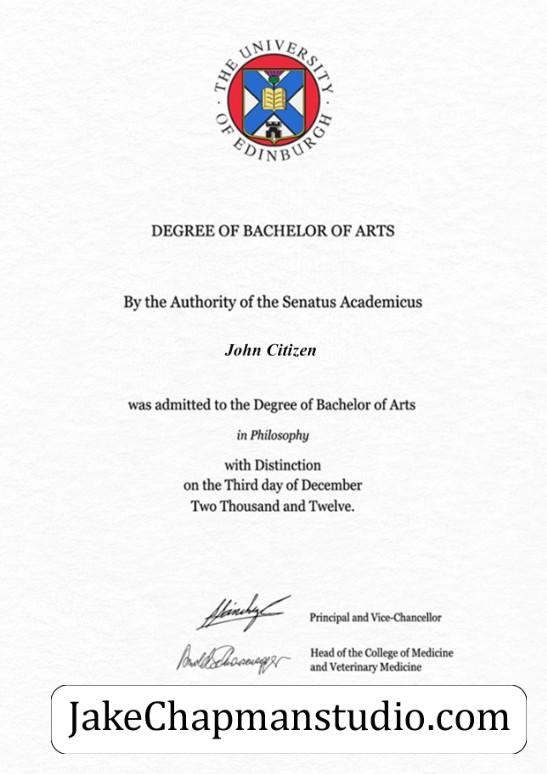 THE UNIVERSITY
OF EDINBURGH
DEGREE OF BACHELOR OF ARTS
By the Authority of the Senatus Academicus
John Citizen
was admitted to the Degree of Bachelor of Arts
in Philosophy
with Distinction
on the Third day of December
Two Thousand and Twelve.
Principal and Vice-Chancellor
Head of the College of Medicine
and Veterinary Medicine
JakeChapmanstudio.com